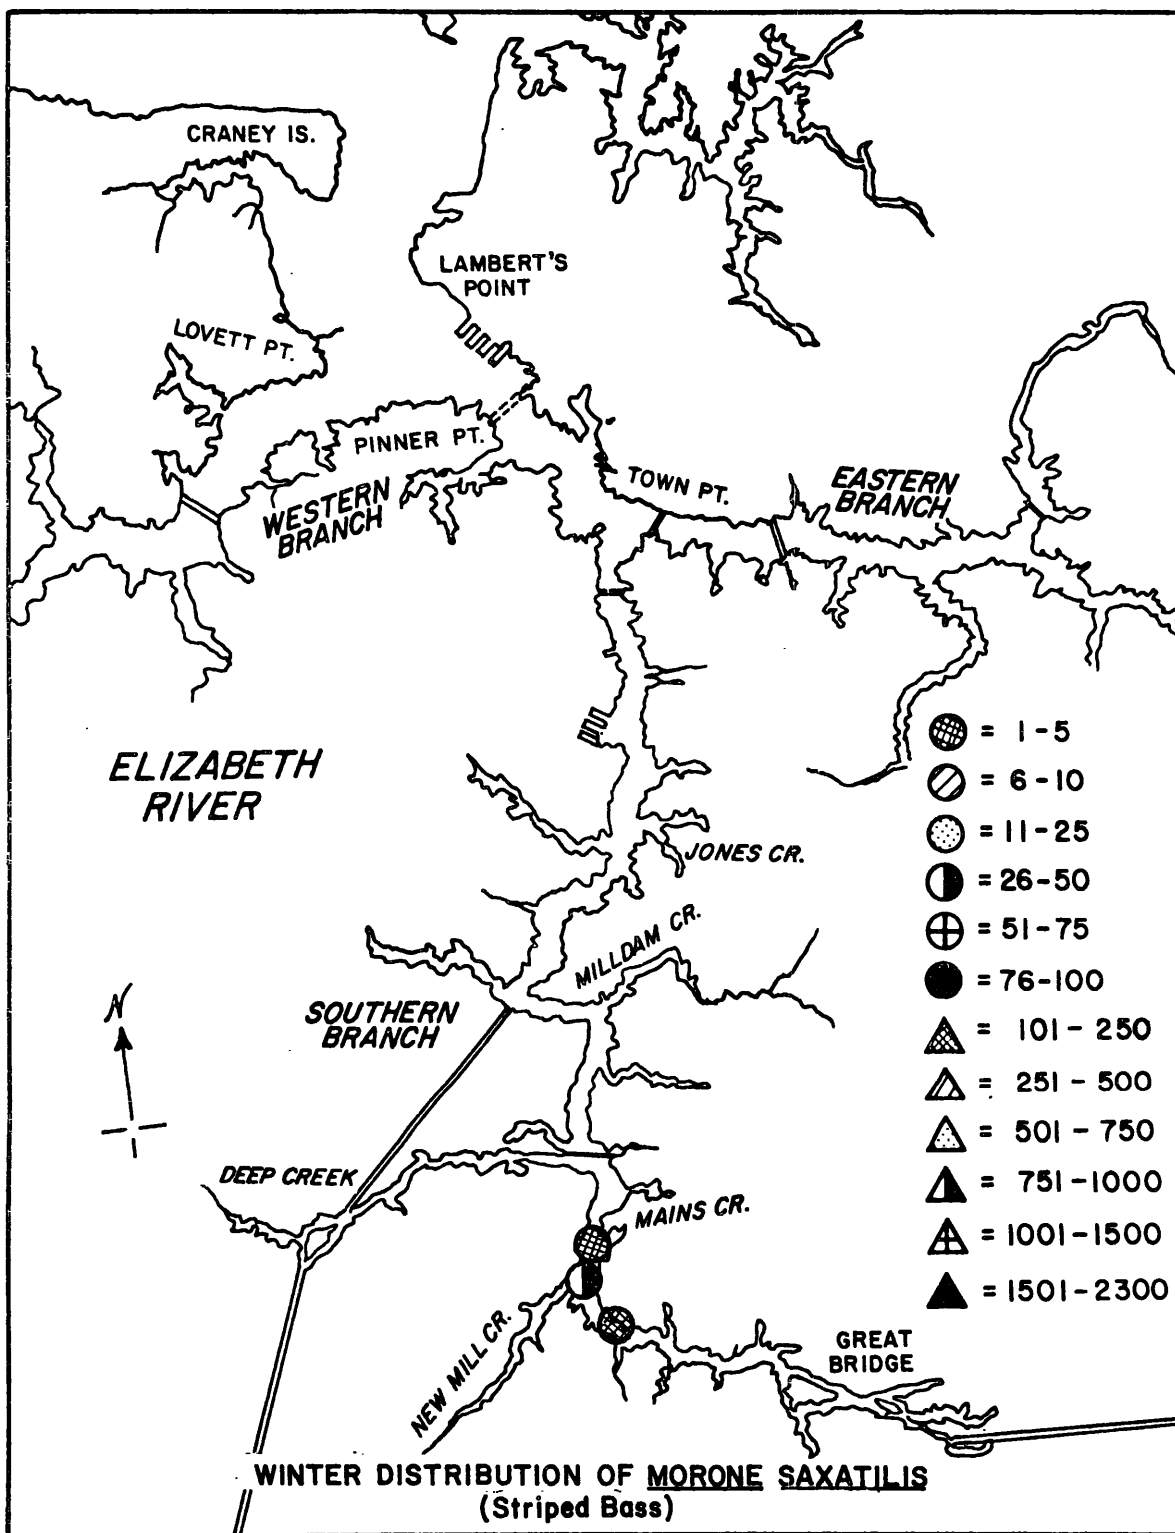 CRANEY IS.
LAMBERT'S
POINT
LOVETT PT.
PINNER PT.
WESTERN
BRANCH
TOWN PT.
EASTERN
BRANCH
ELIZABETH
RIVER
= 1-5
= 6-10
= 11-25
= 26-50
= 51-75
= 76-100
= 101-250
= 251-500
= 501-750
= 751-1000
= 1001-1500
= 1501-2300
JONES CR.
MILLDAM CR.
SOUTHERN
BRANCH
N
DEEP CREEK
MAINS CR.
NEW MILL CR.
GREAT
BRIDGE
WINTER DISTRIBUTION OF MORONE SAXATILIS
(Striped Bass)